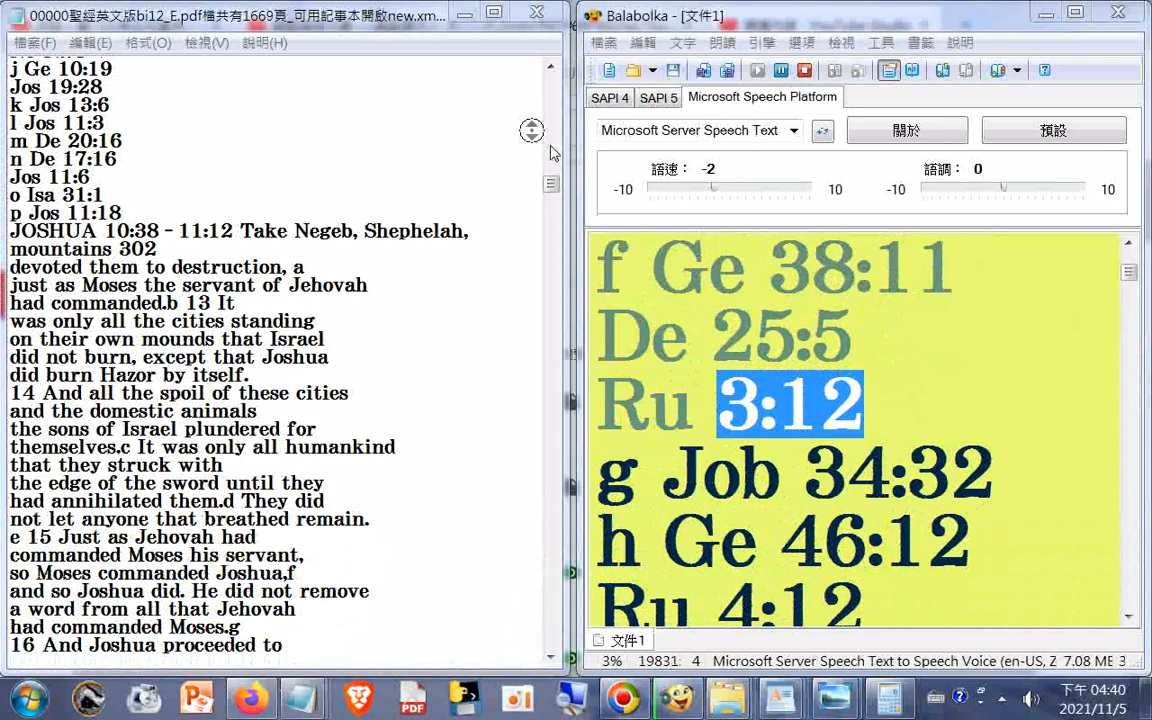 00000聖經英文版bi12_E.pdf檔共有1669頁_可用記事本開啟new.xm...
檔案(F) 編輯(E) 格式(O) 檢視(V) 說明(H)
j Ge 10:19
Jos 19:28
k Jos 13:6
l Jos 11:3
m De 20:16
n De 17:16
Jos 11:6
o Isa 31:1
p Jos 11:18
JOSHUA 10:38 - 11:12 Take Negeb, Shephelah,
mountains 302
devoted them to destruction, a
just as Moses the servant of Jehovah
had commanded.b 13 It
was only all the cities standing
on their own mounds that Israel
did not burn, except that Joshua
did burn Hazor by itself.
14 And all the spoil of these cities
and the domestic animals
the sons of Israel plundered for
themselves.c It was only all humankind
that they struck with
the edge of the sword until they
had annihilated them.d They did
not let anyone that breathed remain.
e 15 Just as Jehovah had
commanded Moses his servant,
so Moses commanded Joshua,f
and so Joshua did. He did not remove
a word from all that Jehovah
had commanded Moses.g
16 And Joshua proceeded to
Balabolka - [文件1]
檔案 編輯 文字 朗讀 引擎 選項 檢視 工具 書籤 說明
SAPI 4 SAPI 5 Microsoft Speech Platform
Microsoft Server Speech Text 關於 預設
語速： -2 語調： 0
-10 10 -10 10
f Ge 38:11
De 25:5
Ru 3:12
g Job 34:32
h Ge 46:12
Ru 4:12
文件1
3% 19831: 4 Microsoft Server Speech Text to Speech Voice (en-US, Z 7.08 MB 3
PDF
下午 04:40
2021/11/5